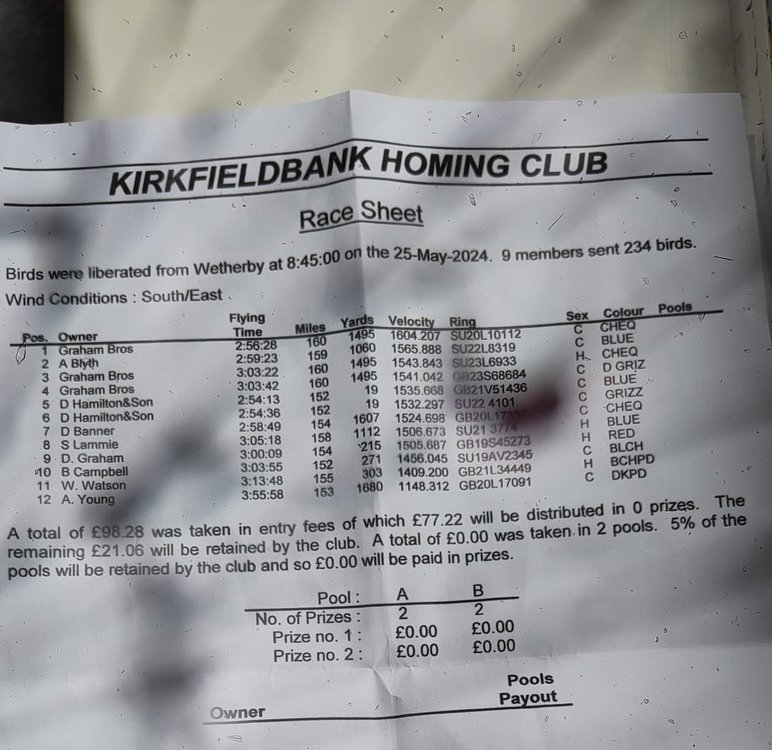 KIRKFIELDBANK HOMING CLUB
Race Sheet
Birds were liberated from Wetherby at 8:45:00 on the 25-May-2024. 9 members sent 234 birds.
Wind Conditions : South/East
Pos. Owner Flying Time Miles Yards Velocity Ring Sex Colour Pools
1 Graham Bros 2:56:28 160 1495 1604.207 SU20L10112 C CHEQ
2 A Blyth 2:59:23 159 1060 1565.888 SU22L8319 C BLUE
3 Graham Bros 3:03:22 160 1495 1543.843 SU23L6933 H CHEQ
4 Graham Bros 3:03:42 160 1495 1541.042 GB23S68684 C D GRIZ
5 D Hamilton&Son 2:54:13 152 19 1535.668 GB21V51436 C BLUE
6 D Hamilton&Son 2:54:36 152 19 1532.297 SU22 4101 C GRIZZ
7 D Banner 2:58:49 154 1607 1524.698 C CHEQ
8 S Lammie 3:05:18 158 1112 1506.673 SU21 3774 H BLUE
9 D. Graham 3:00:09 154 215 1505.687 GB19S45273 H RED
10 B Campbell 3:03:55 152 271 1456.045 SU19AV2345 C BLCH
11 W. Watson 3:13:48 155 303 1409.200 GB21L34449 H BCHPD
12 A. Young 3:55:58 153 1680 1148.312 GB20L17091 C DKPD
A total of £98.28 was taken in entry fees of which £77.22 will be distributed in 0 prizes. The
remaining £21.06 will be retained by the club. A total of £0.00 was taken in 2 pools. 5% of the
pools will be retained by the club and so £0.00 will be paid in prizes.
Pool : A B
No. of Prizes : 2 2
Prize no. 1 : £0.00 £0.00
Prize no. 2 : £0.00 £0.00
Owner Pools Payout